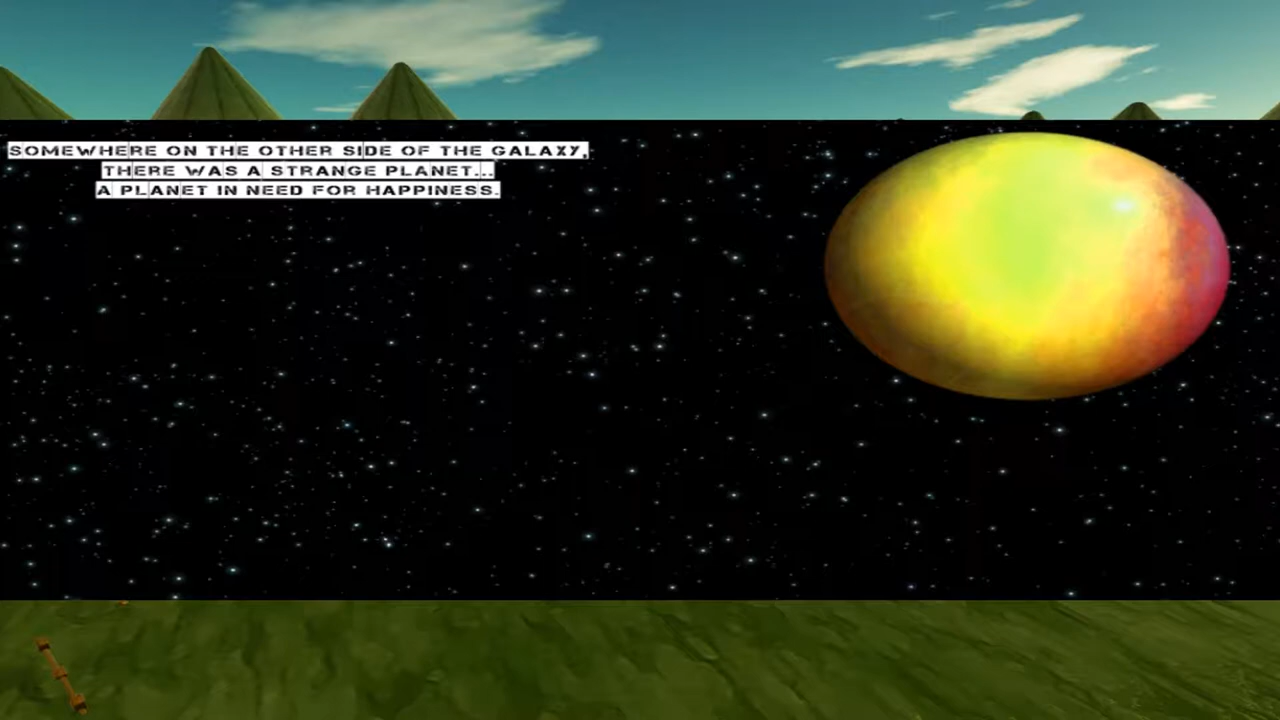 SOMEWHERE ON THE OTHER SIDE OF THE GALAXY,
THERE WAS A STRANGE PLANET...
A PLANET IN NEED FOR HAPPINESS.